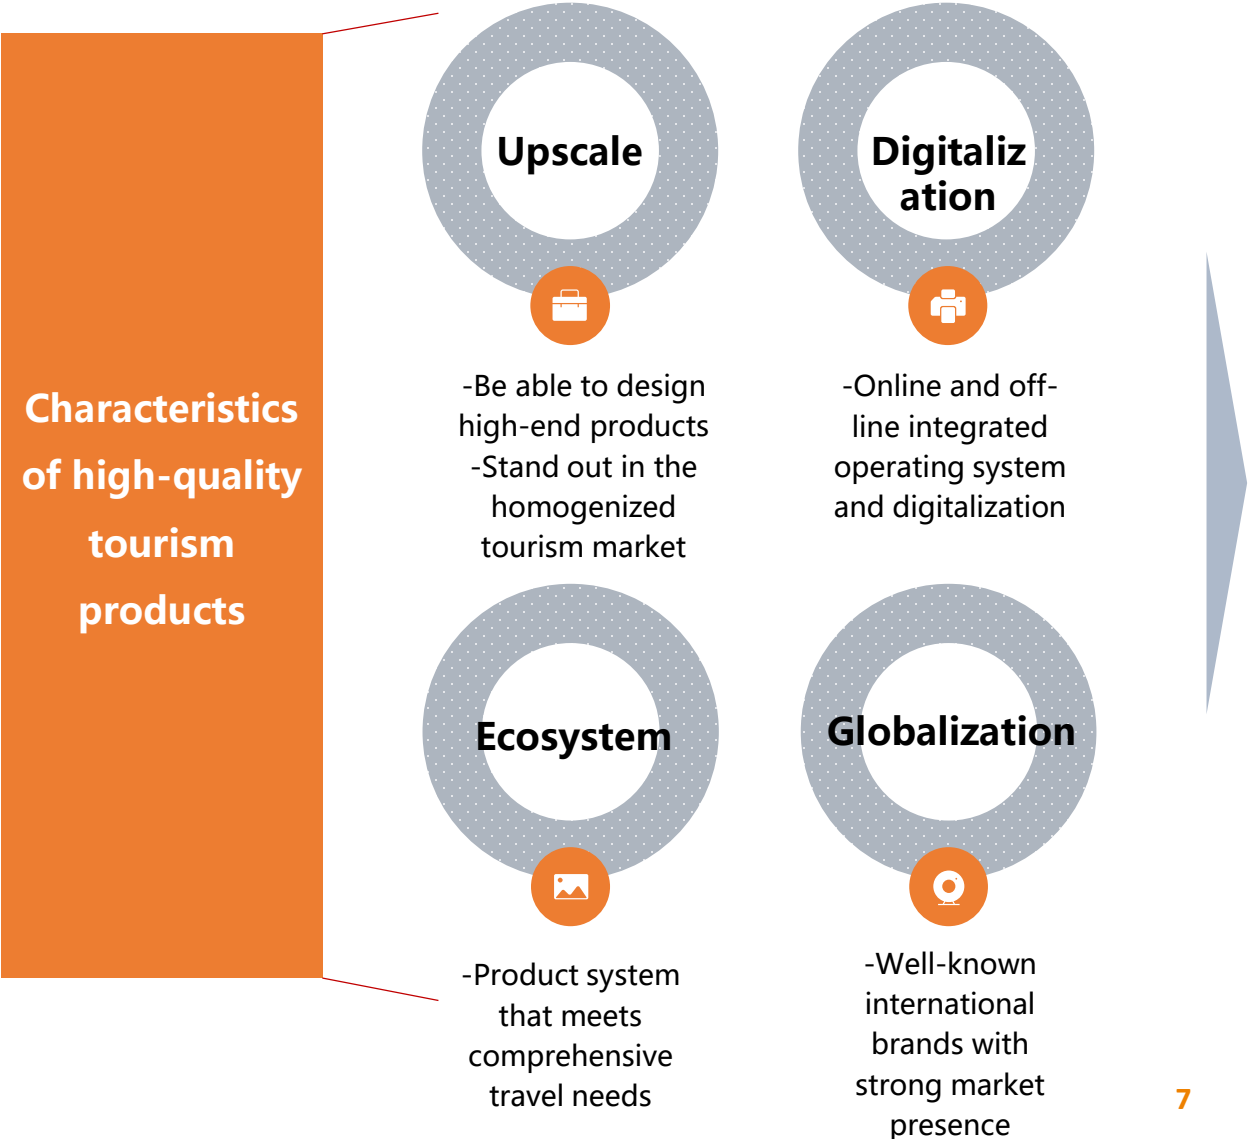 Characteristics
of high-quality
tourism
products
Upscale
-Be able to design
high-end products
-Stand out in the
homogenized
tourism market
Digitaliz
ation
-Online and off-
line integrated
operating system
and digitalization
Ecosystem
-Product system
that meets
comprehensive
travel needs
Globalization
-Well-known
international
brands with
strong market
presence
7